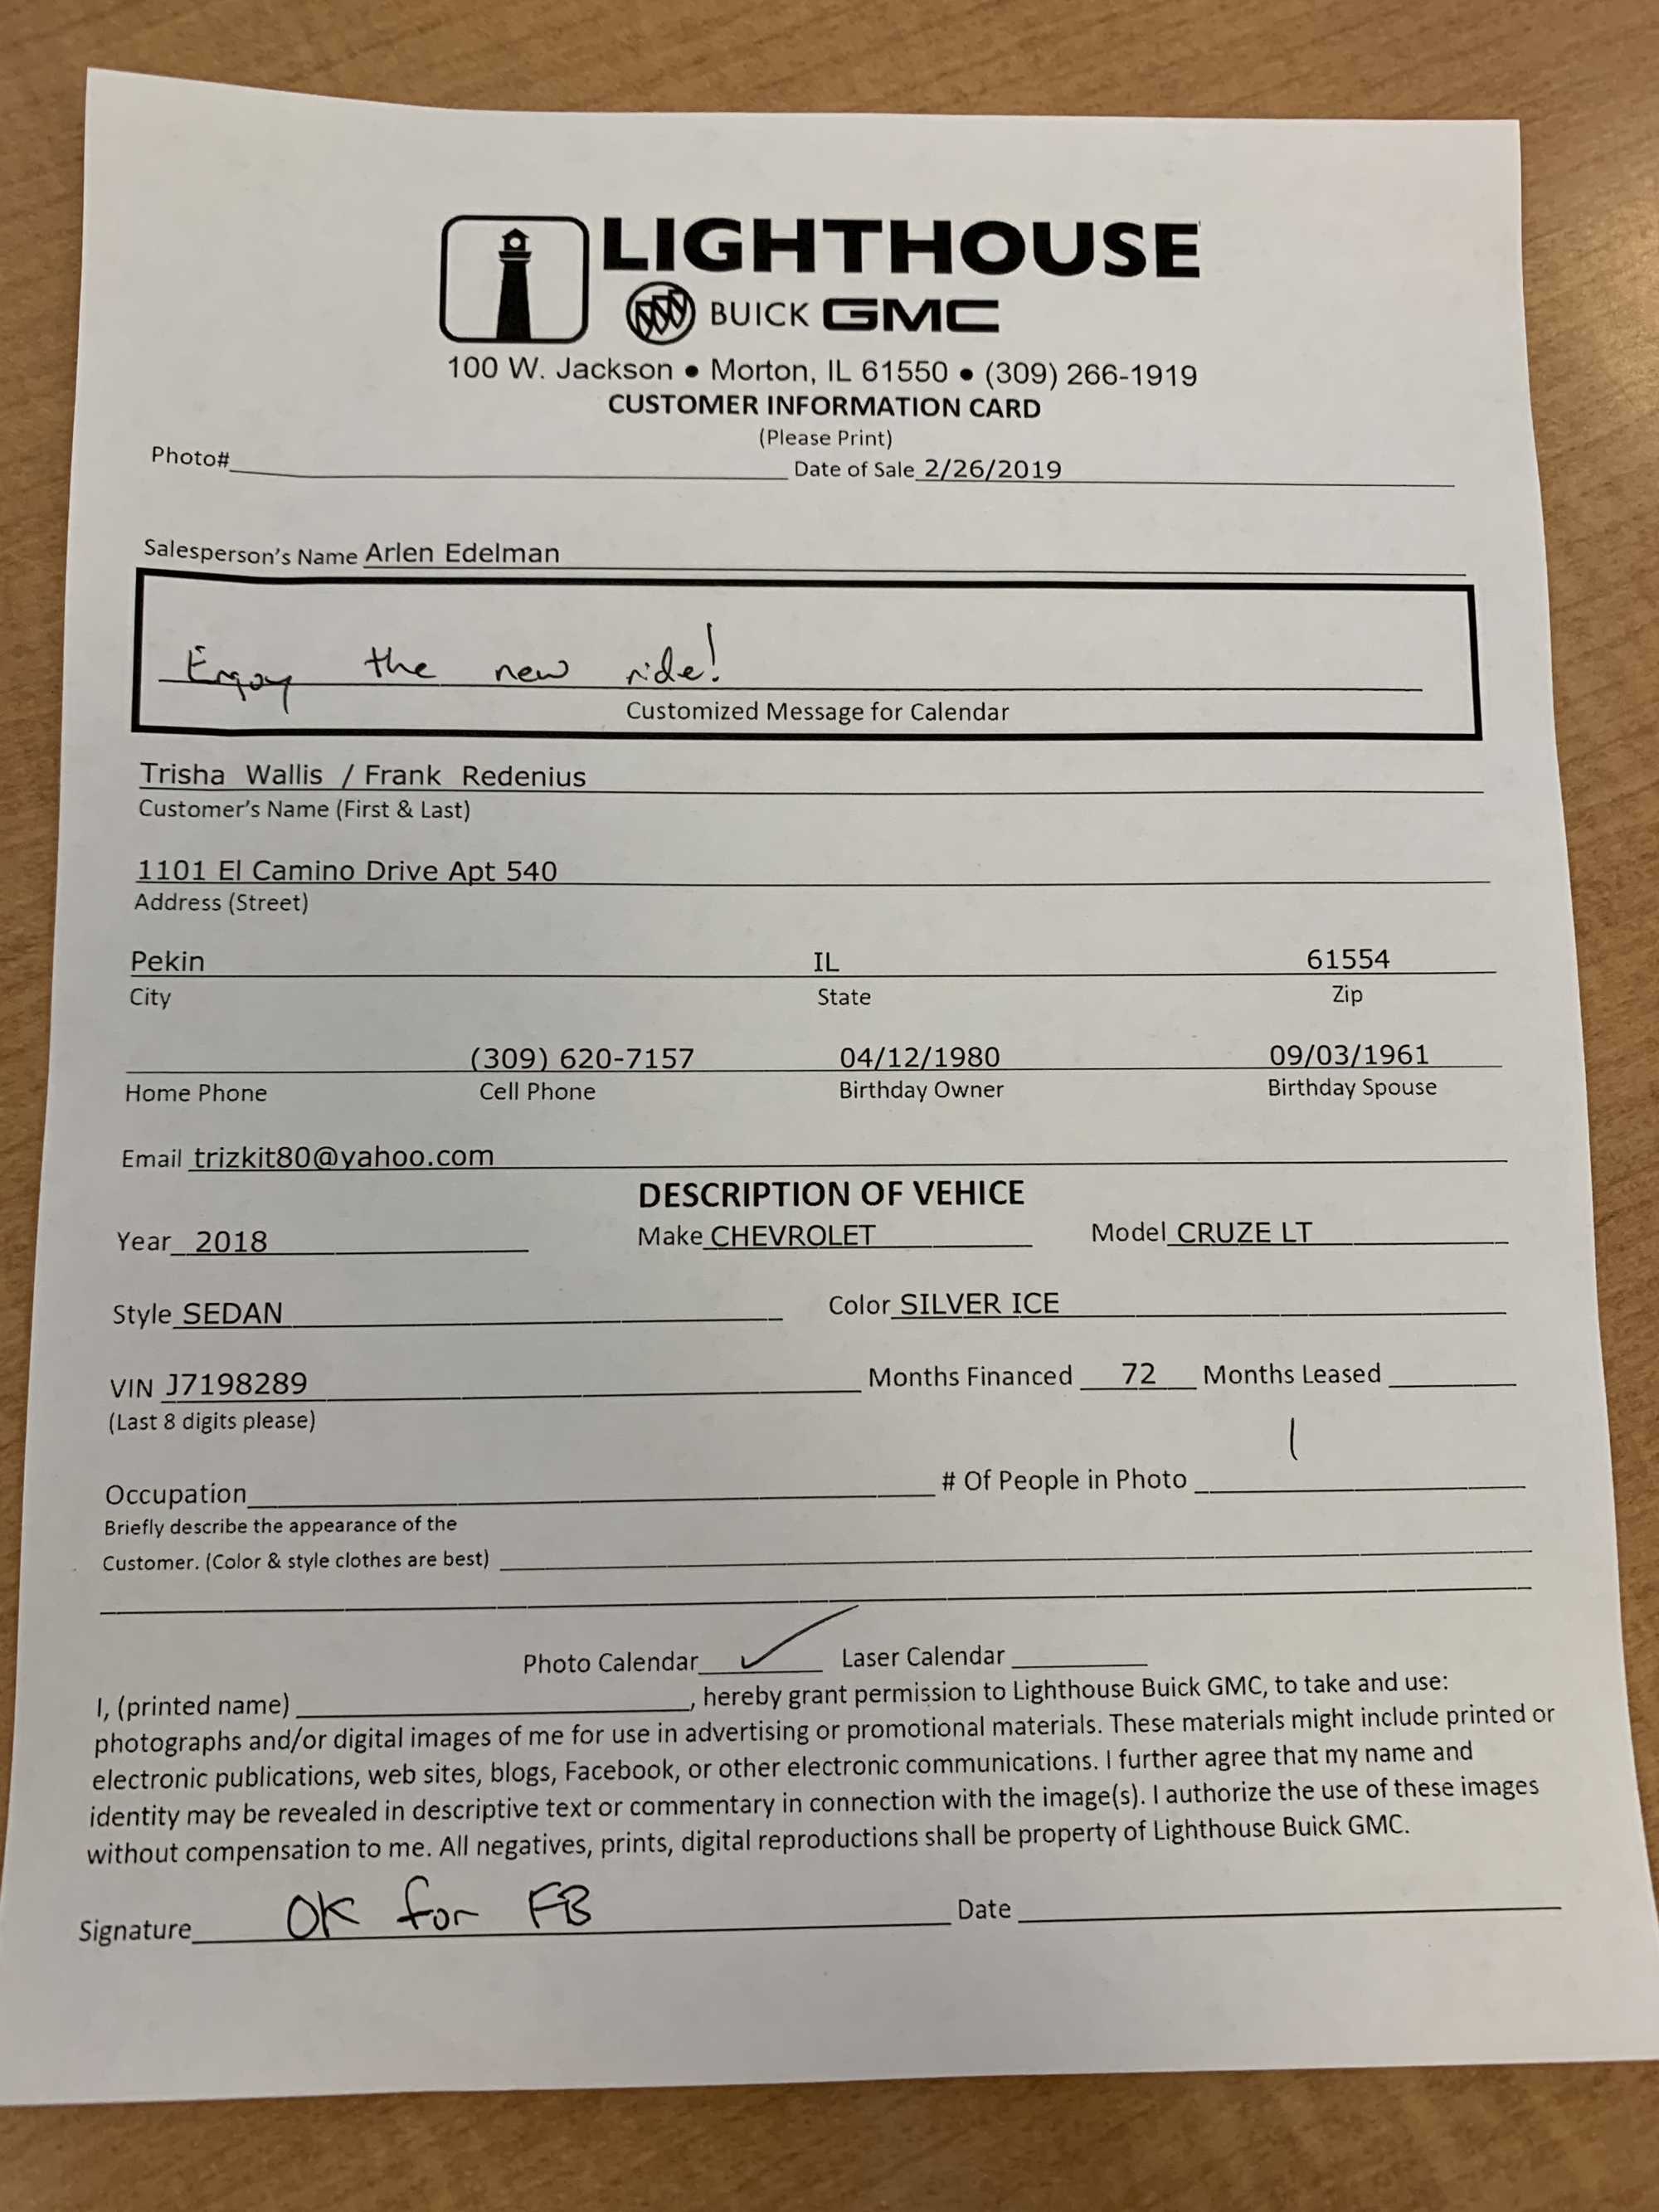 LIGHTHOUSE
BUICK GMC
100 W. Jackson • Morton, IL 61550 • (309) 266-1919
CUSTOMER INFORMATION CARD
(Please Print)
Photo# Date of Sale 2/26/2019
Salesperson's Name Arlen Edelman
Enjoy the new ride!
Customized Message for Calendar
Trisha Wallis / Frank Redenius
Customer's Name (First & Last)
1101 El Camino Drive Apt 540
Address (Street)
Pekin IL 61554
City State Zip
(309) 620-7157 04/12/1980 09/03/1961
Home Phone Cell Phone Birthday Owner Birthday Spouse
Email trizkit80@yahoo.com
DESCRIPTION OF VEHICE
Year 2018 Make CHEVROLET Model CRUZE LT
Style SEDAN Color SILVER ICE
VIN J7198289 Months Financed 72 Months Leased
(Last 8 digits please)
Occupation # Of People in Photo 1
Briefly describe the appearance of the
Customer. (Color & style clothes are best)
Photo Calendar ✓ Laser Calendar
I, (printed name) , hereby grant permission to Lighthouse Buick GMC, to take and use:
photographs and/or digital images of me for use in advertising or promotional materials. These materials might include printed or
electronic publications, web sites, blogs, Facebook, or other electronic communications. I further agree that my name and
identity may be revealed in descriptive text or commentary in connection with the image(s). I authorize the use of these images
without compensation to me. All negatives, prints, digital reproductions shall be property of Lighthouse Buick GMC.
Signature OK for FB Date